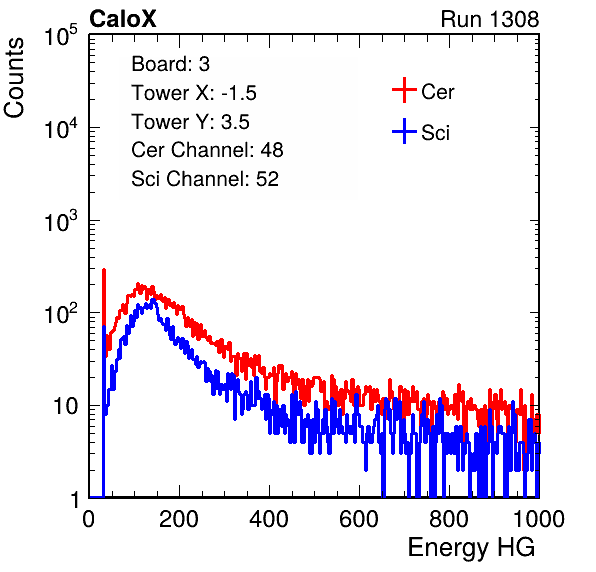 CaloX Run 1308
Counts
Board: 3
Tower X: -1.5
Tower Y: 3.5
Cer Channel: 48
Sci Channel: 52
Cer
Sci
10^5
10^4
10^3
10^2
10
1
0 200 400 600 800 1000
Energy HG